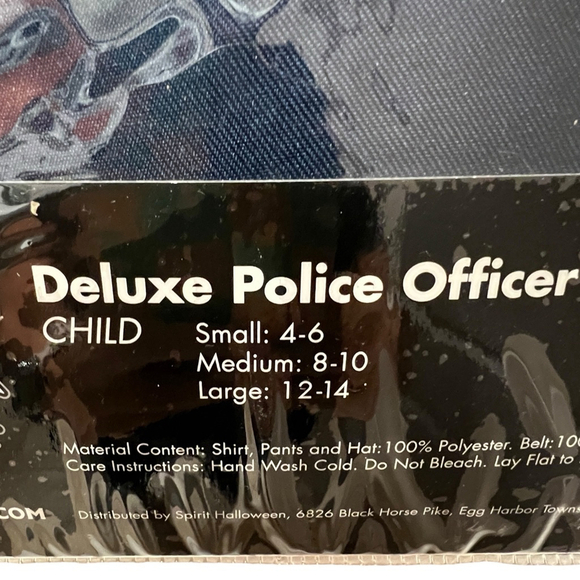 Deluxe Police Officer
CHILD Small: 4-6
Medium: 8-10
Large: 12-14
Material Content: Shirt, Pants and Hat: 100% Polyester. Belt: 10
Care Instructions: Hand Wash Cold. Do Not Bleach. Lay Flat to
.COM Distributed by Spirit Halloween, 6826 Black Horse Pike, Egg Harbor Towns